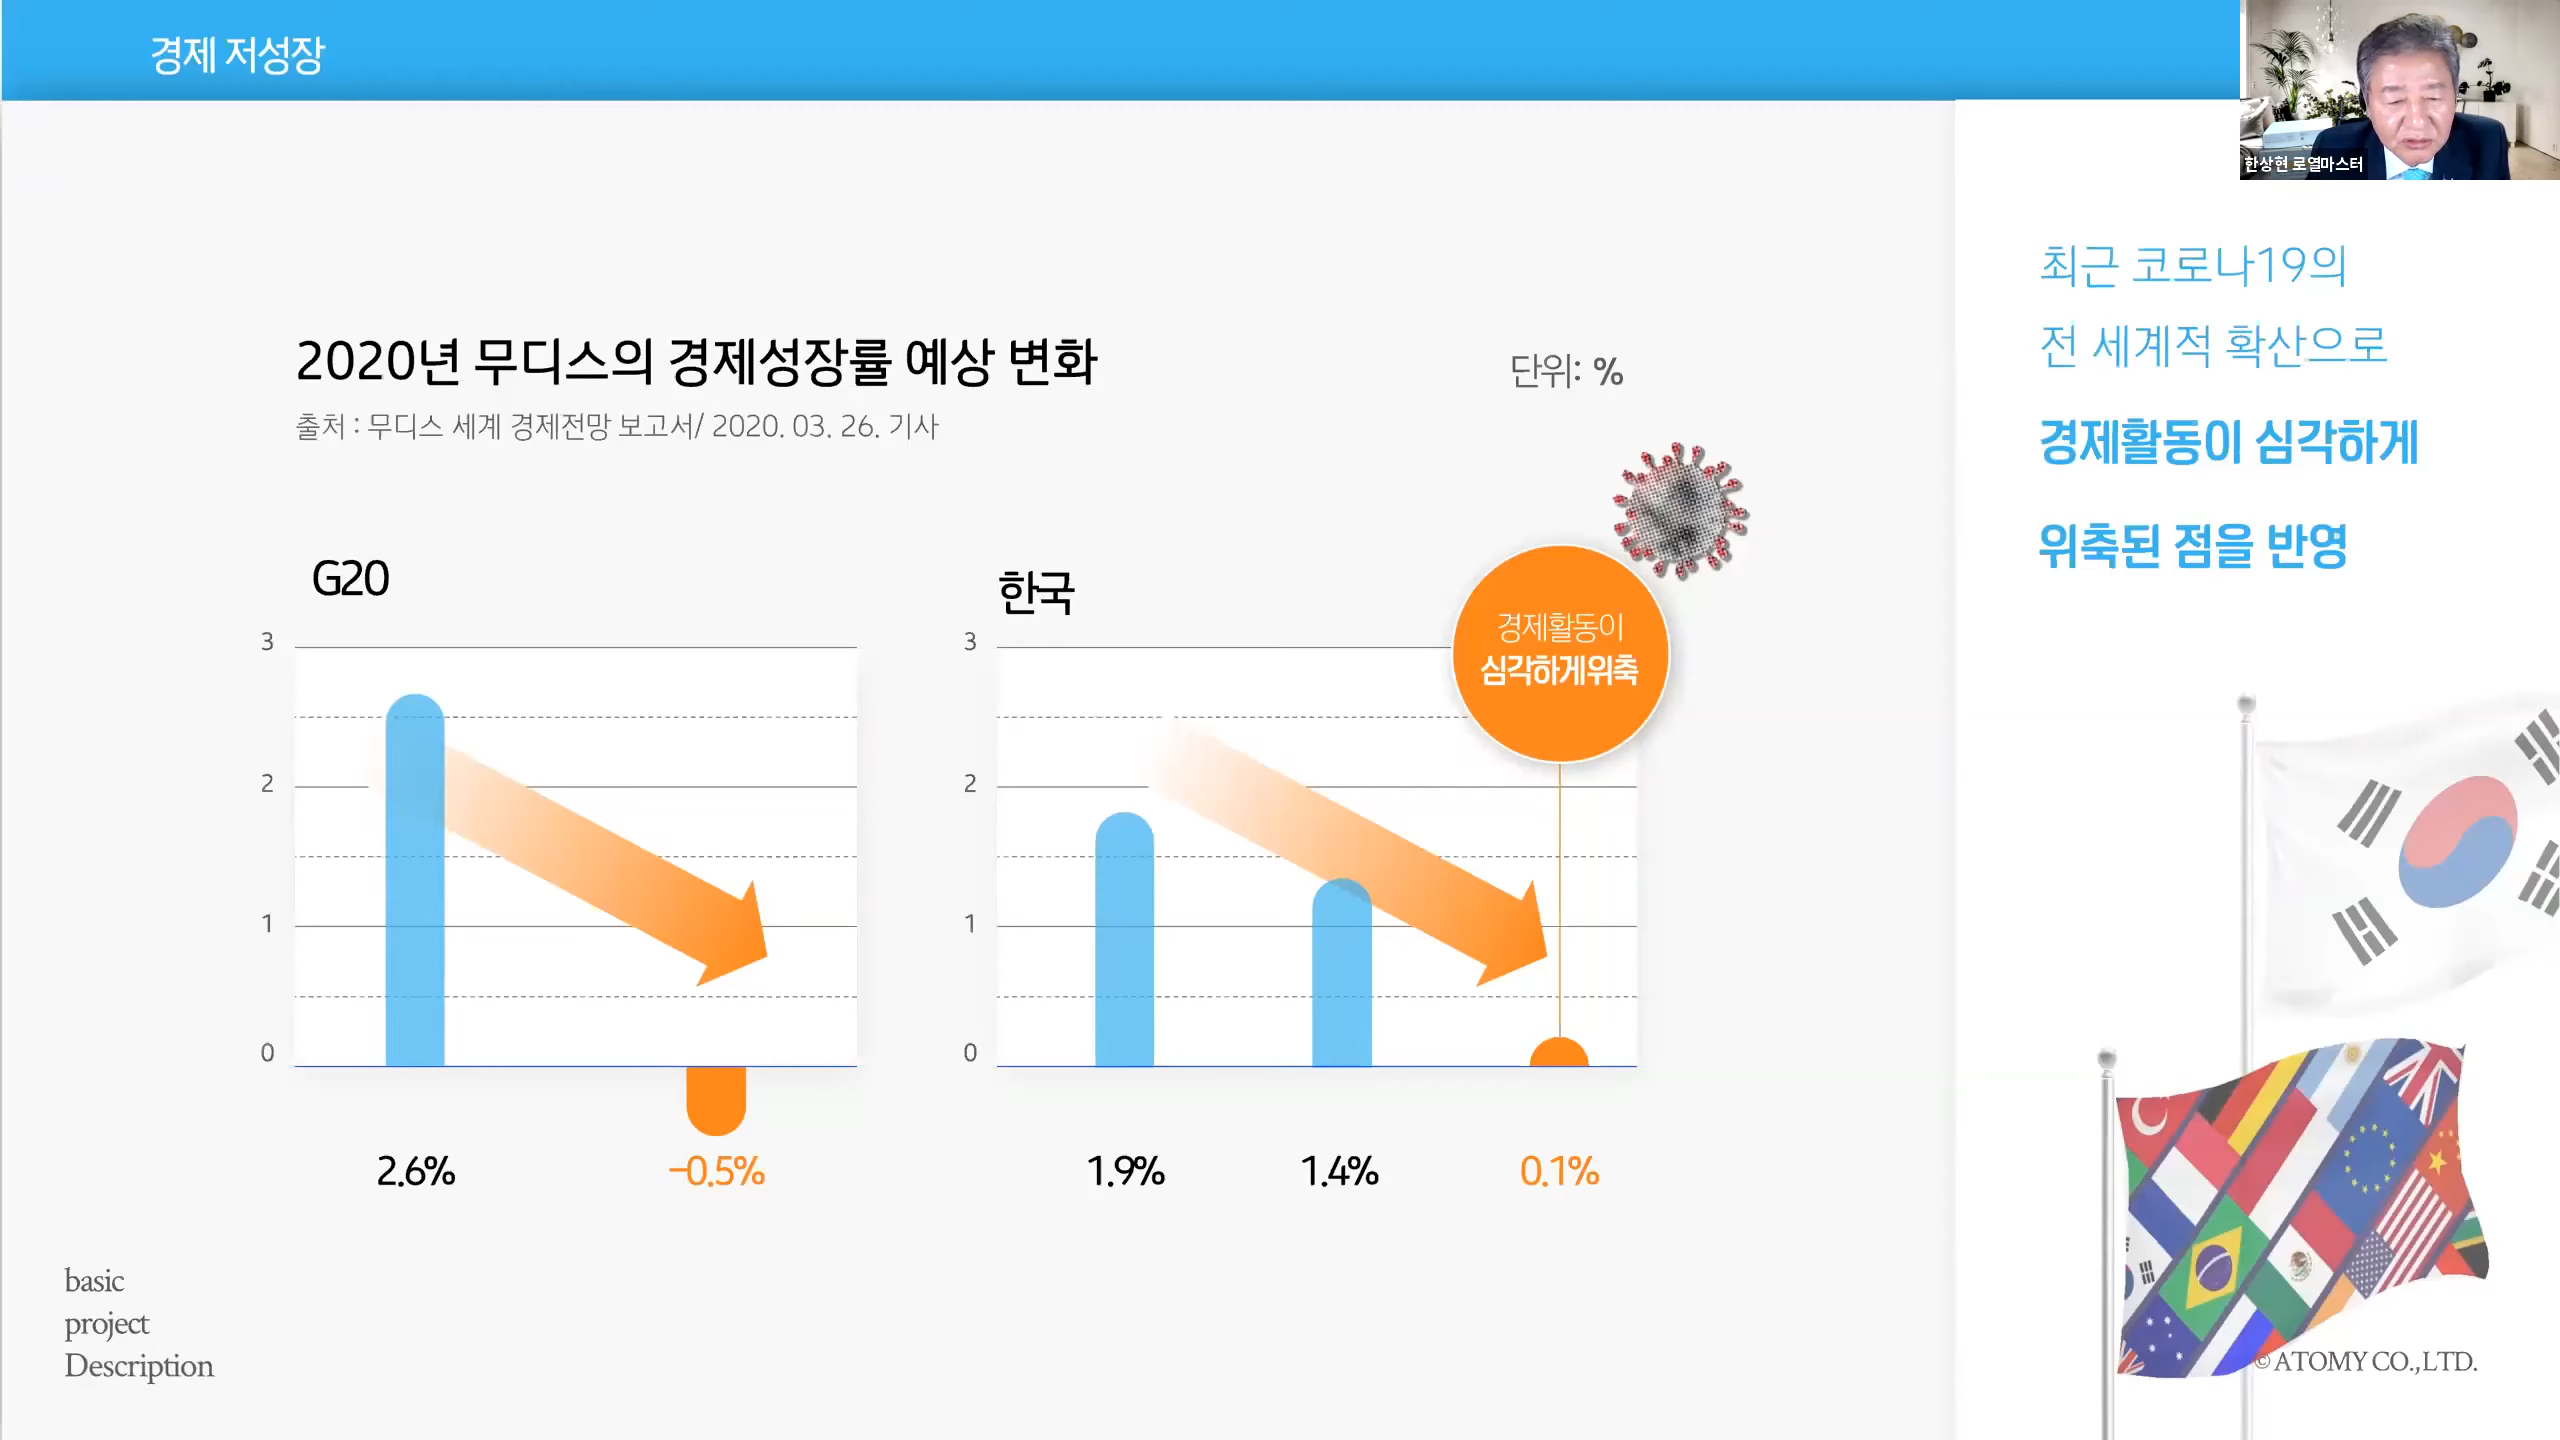 경제 저성장
한상현 로열마스터
2020년 무디스의 경제성장률 예상 변화
단위: %
출처 : 무디스 세계 경제전망 보고서/ 2020. 03. 26. 기사
최근 코로나19의
전 세계적 확산으로
경제활동이 심각하게
위축된 점을 반영
G20
3
2
1
0
2.6%
-0.5%
한국
3
2
1
0
경제활동이
심각하게위축
1.9%
1.4%
0.1%
basic
project
Description
© ATOMY CO.,LTD.